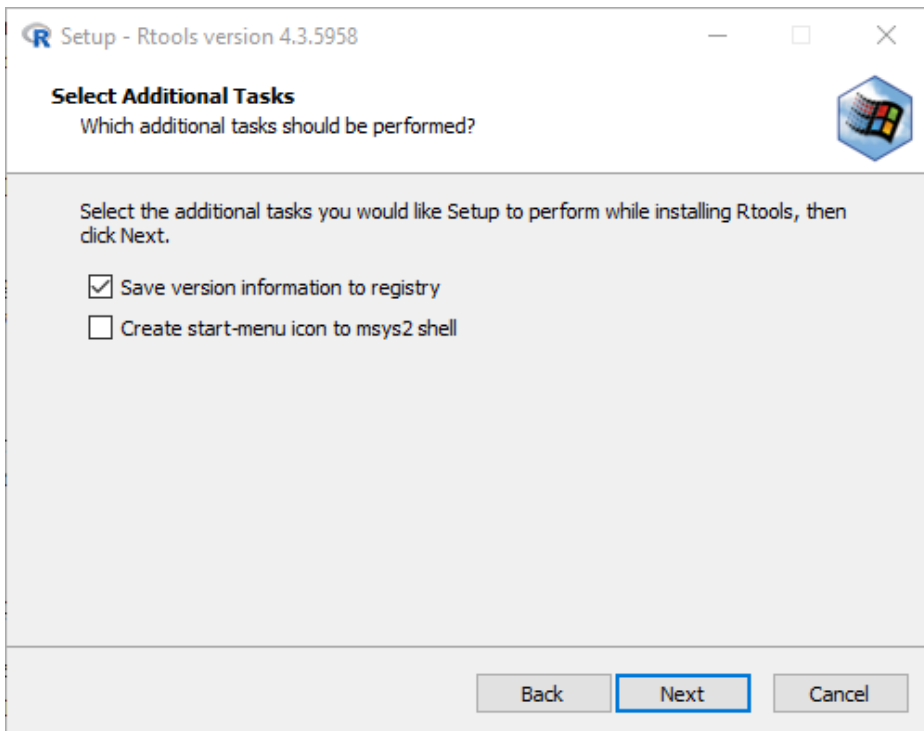 Setup - Rtools version 4.3.5958
Select Additional Tasks
Which additional tasks should be performed?
Select the additional tasks you would like Setup to perform while installing Rtools, then
click Next.
Save version information to registry
Create start-menu icon to msys2 shell
Back Next Cancel